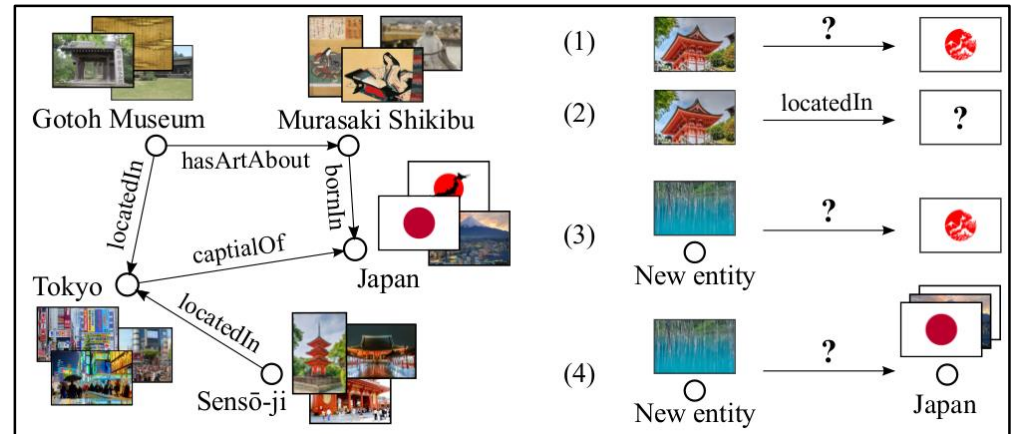 Gotoh Museum
Murasaki Shikibu
hasArtAbout
locatedIn
bornIn
captialOf
Japan
Tokyo
locatedIn
Sensō-ji
(1)
?
(2)
locatedIn
?
(3)
?
New entity
(4)
?
New entity
Japan